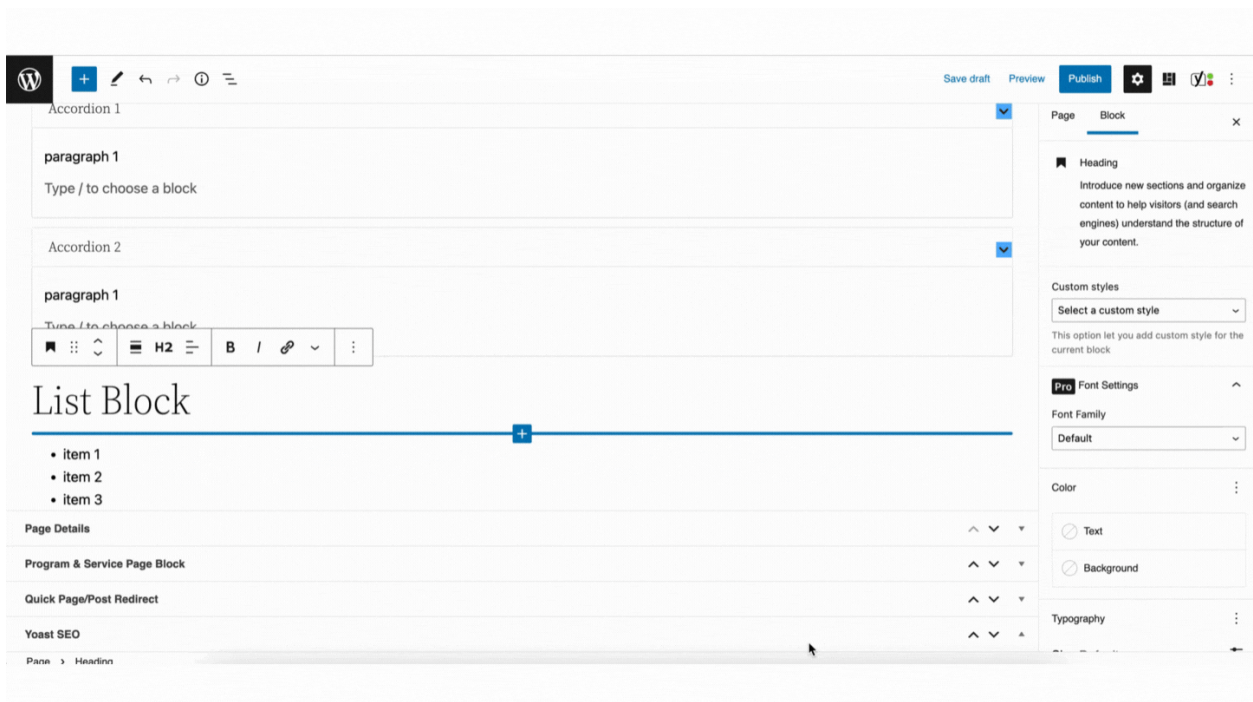 Save draft Preview Publish
Accordion 1
paragraph 1
Type / to choose a block
Accordion 2
paragraph 1
Type / to choose a block
H2 B I
List Block
item 1
item 2
item 3
Page Details
Program & Service Page Block
Quick Page/Post Redirect
Yoast SEO
Page > Heading
Page Block
Heading
Introduce new sections and organize
content to help visitors (and search
engines) understand the structure of
your content.
Custom styles
Select a custom style
This option let you add custom style for the
current block
Pro Font Settings
Font Family
Default
Color
Text
Background
Typography